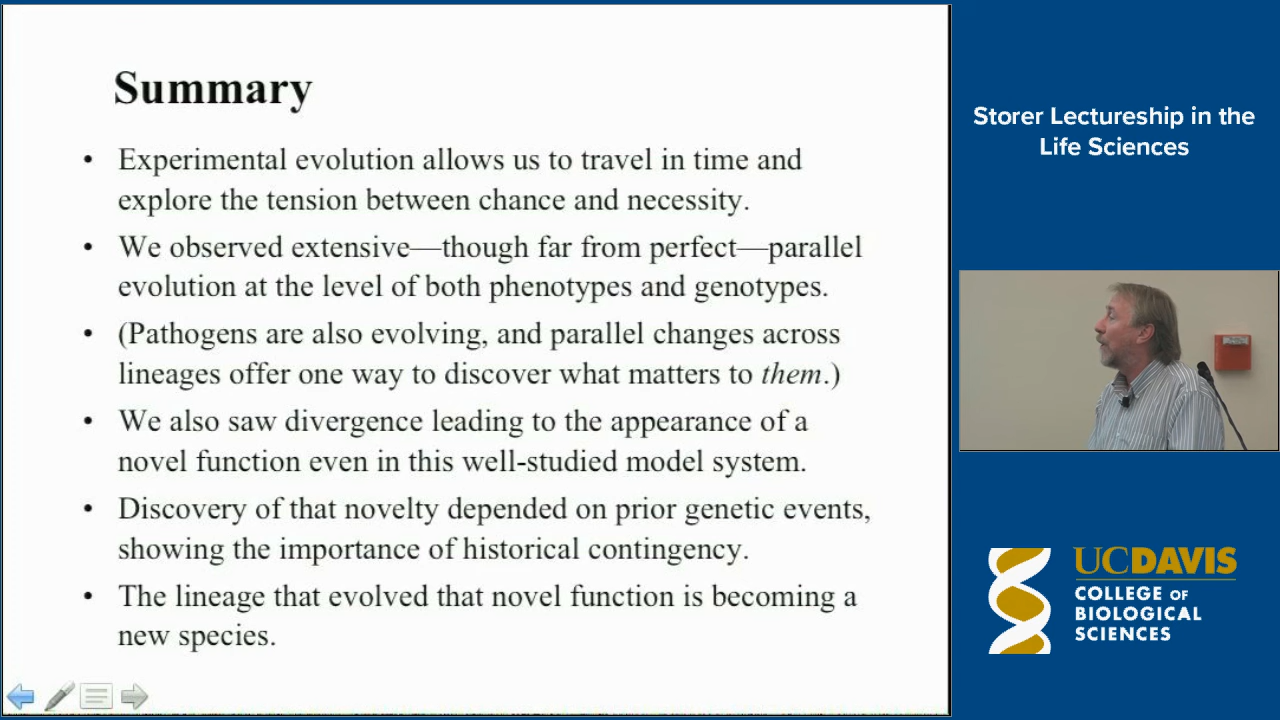 Summary
• Experimental evolution allows us to travel in time and
explore the tension between chance and necessity.
• We observed extensive—though far from perfect—parallel
evolution at the level of both phenotypes and genotypes.
• (Pathogens are also evolving, and parallel changes across
lineages offer one way to discover what matters to them.)
• We also saw divergence leading to the appearance of a
novel function even in this well-studied model system.
• Discovery of that novelty depended on prior genetic events,
showing the importance of historical contingency.
• The lineage that evolved that novel function is becoming a
new species.
Storer Lectureship in the
Life Sciences
UCDAVIS
COLLEGE OF
BIOLOGICAL
SCIENCES